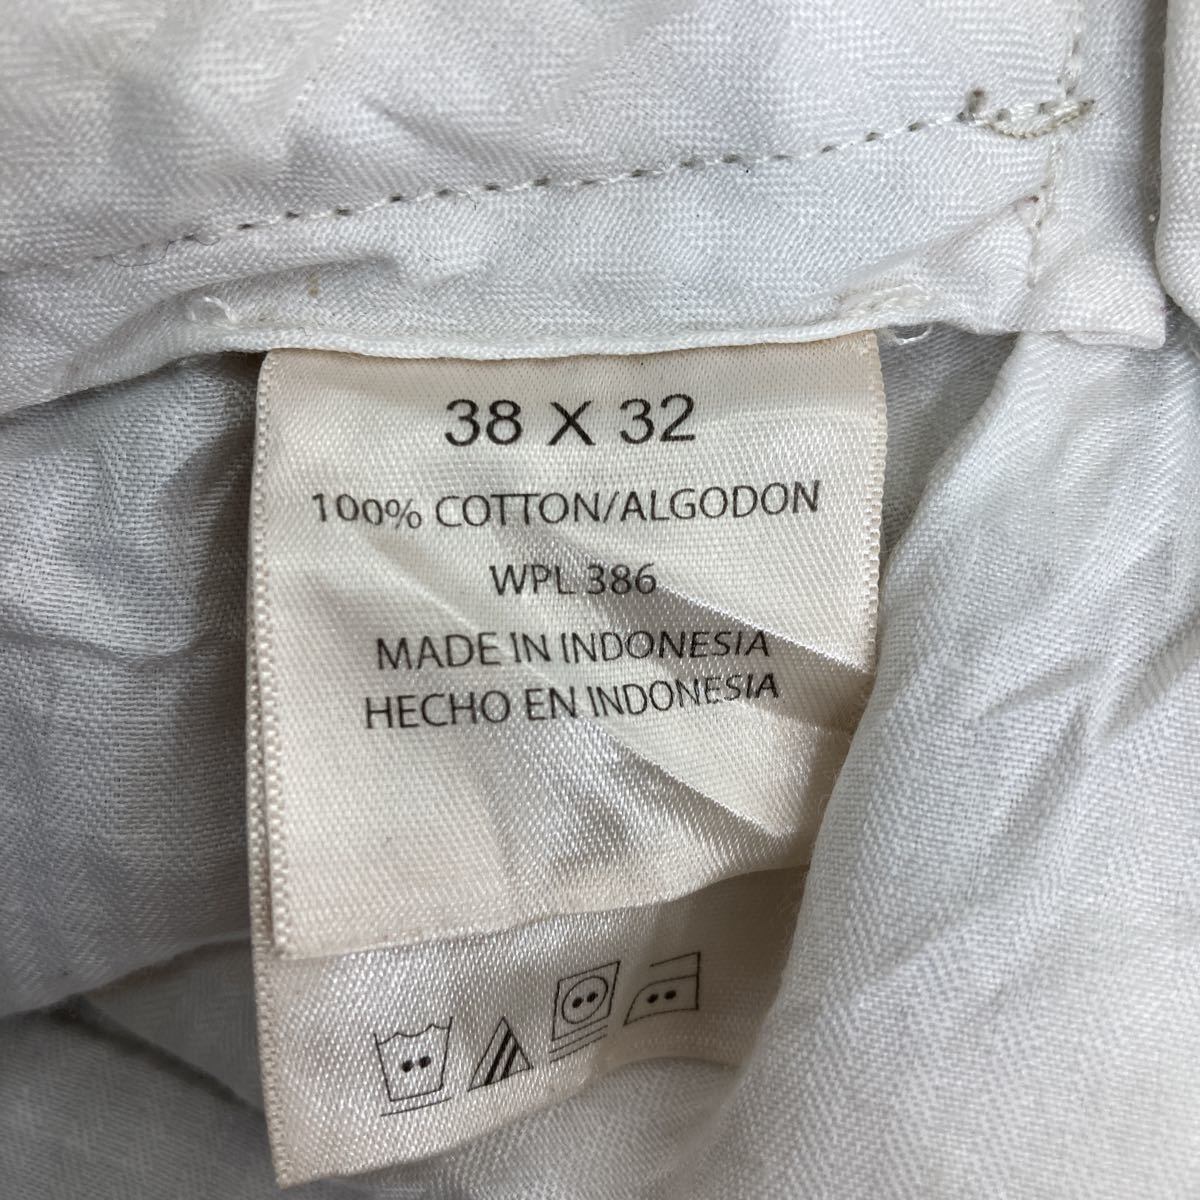 38 X 32
100% COTTON/ALGODON
WPL 386
MADE IN INDONESIA
HECHO EN INDONESIA